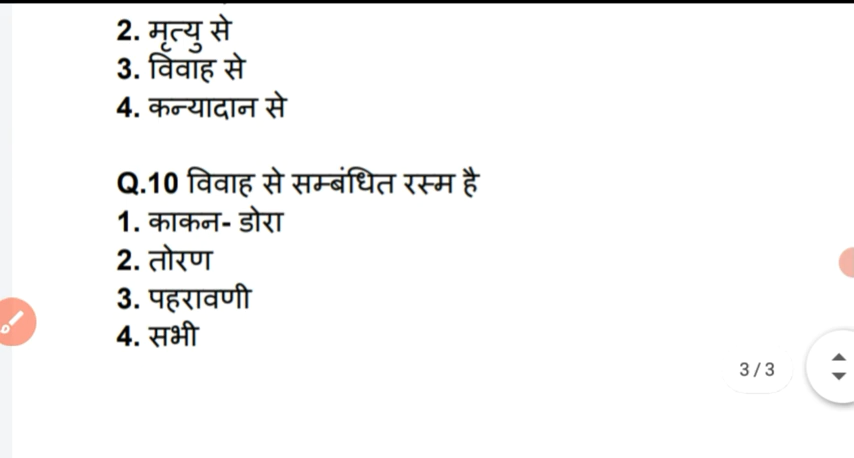 2. मृत्यु से
3. विवाह से
4. कन्यादान से
Q.10 विवाह से सम्बंधित रस्म है
1. काकन- डोरा
2. तोरण
3. पहरावणी
4. सभी
3 / 3